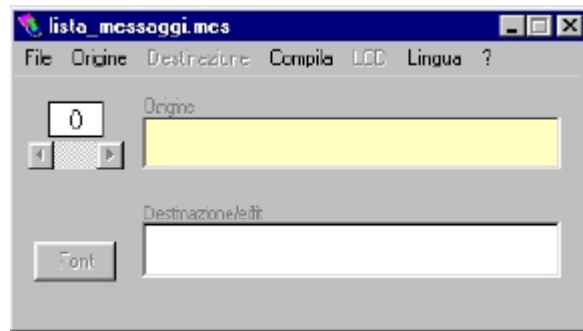 lista_messaggi.mes
File Origine Destinazione Compila LCD Lingua ?
0
Origine
Destinazione/edit
Font